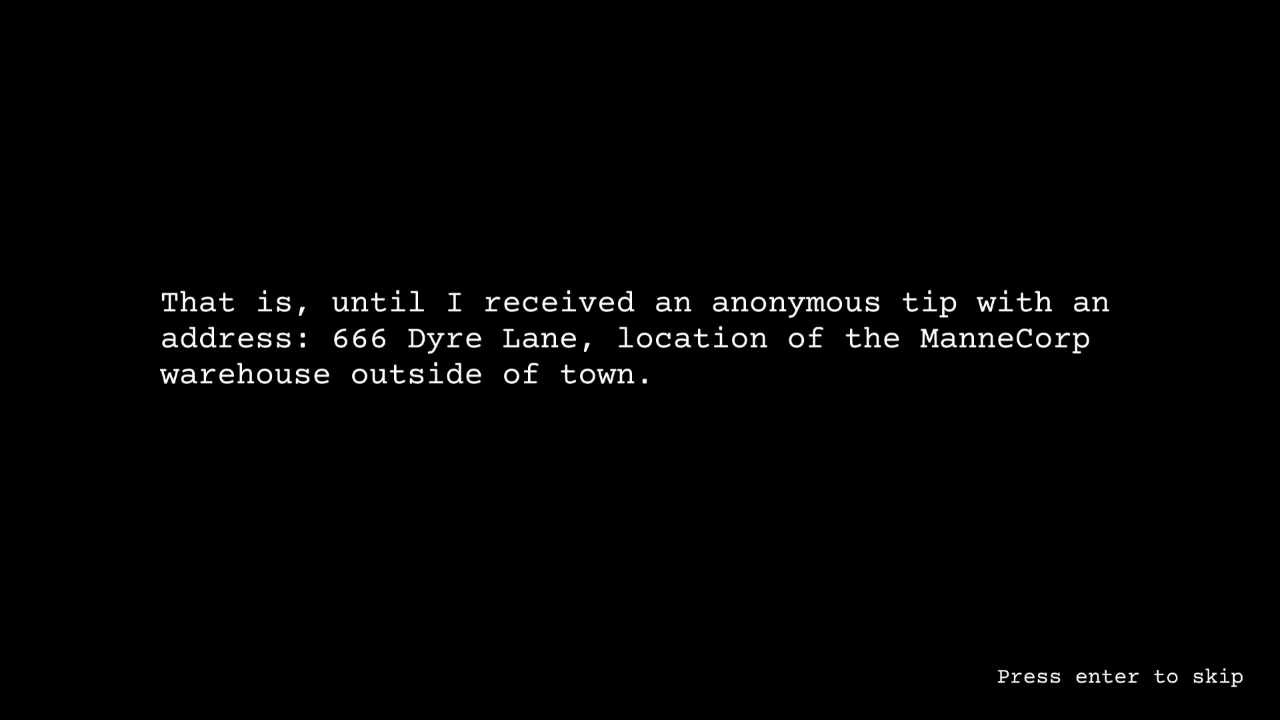 That is, until I received an anonymous tip with an
address: 666 Dyre Lane, location of the ManneCorp
warehouse outside of town.
Press enter to skip